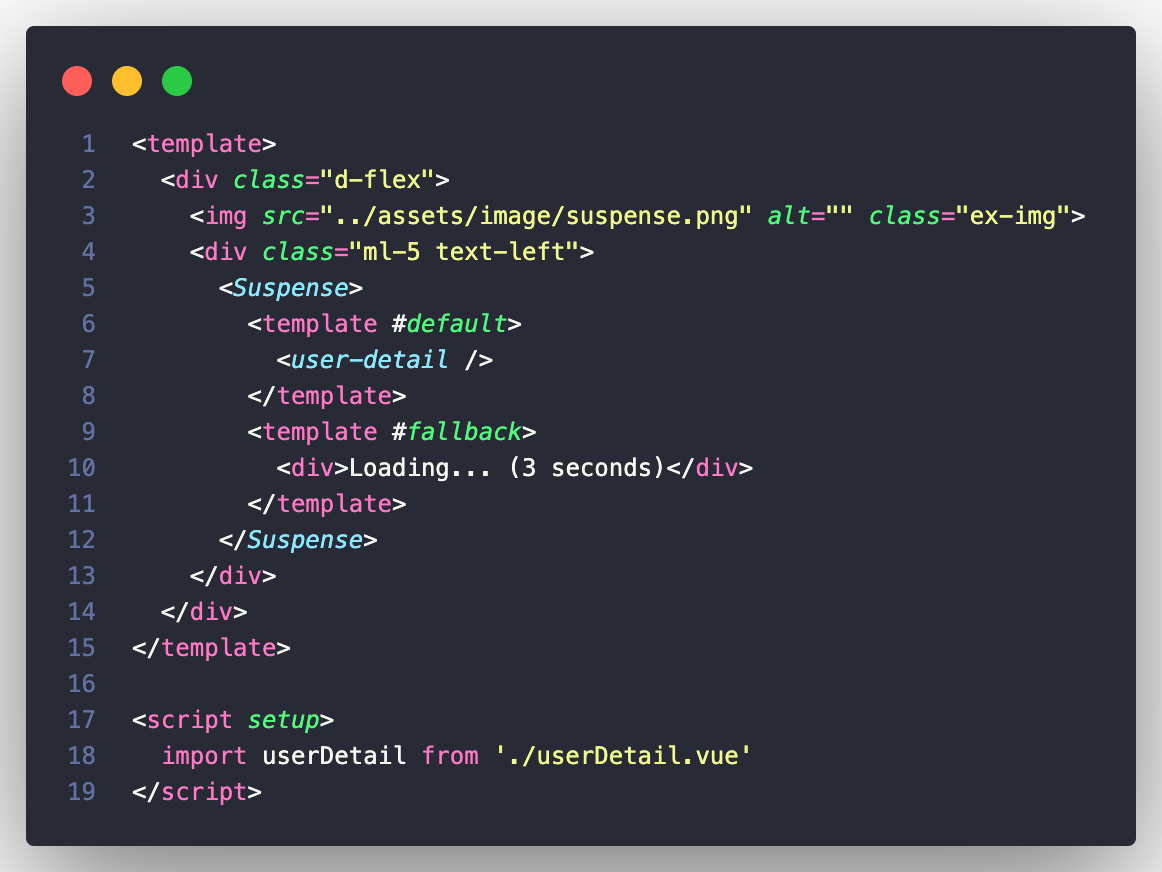 1 <template>
2   <div class="d-flex">
3     <img src="../assets/image/suspense.png" alt="" class="ex-img">
4     <div class="ml-5 text-left">
5       <Suspense>
6         <template #default>
7           <user-detail />
8         </template>
9         <template #fallback>
10           <div>Loading... (3 seconds)</div>
11         </template>
12       </Suspense>
13     </div>
14   </div>
15 </template>
16
17 <script setup>
18   import userDetail from './userDetail.vue'
19 </script>